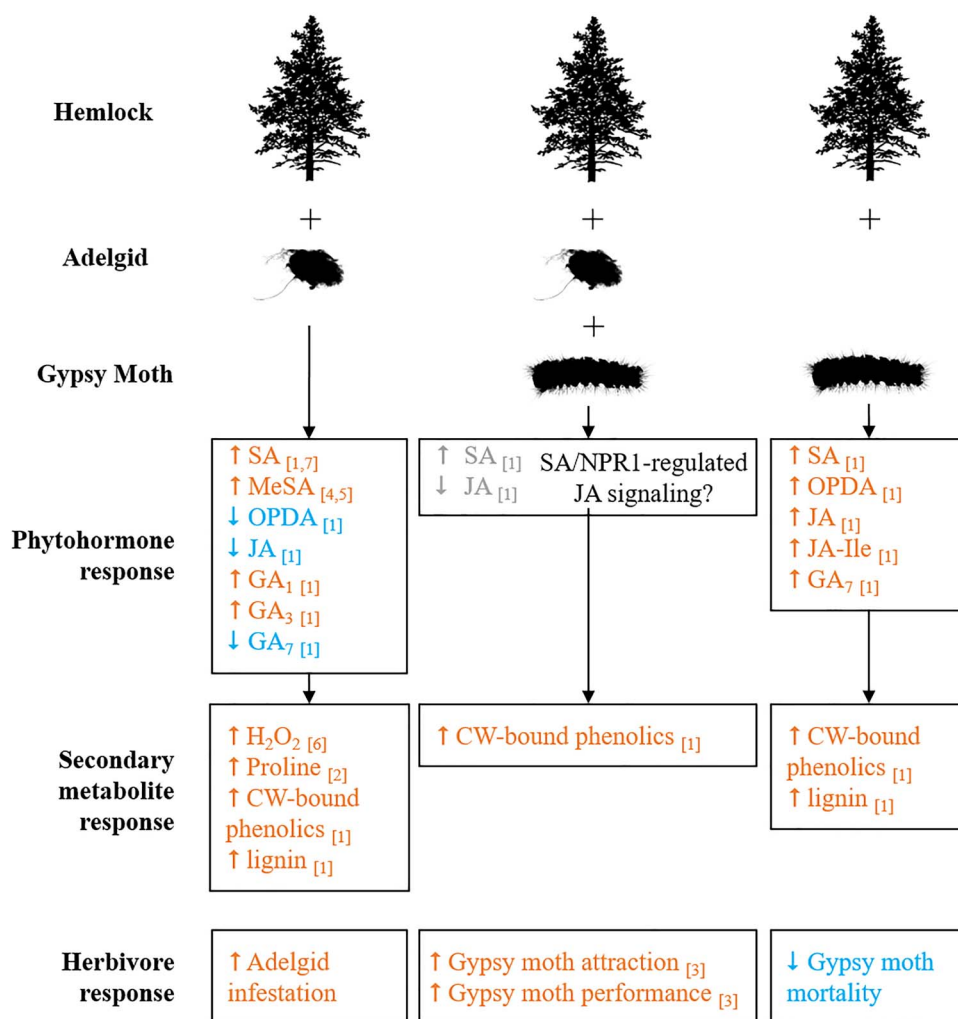 Hemlock
+ + +
Adelgid
+
Gypsy Moth
Phytohormone
response
↑ SA [1,7]
↑ MeSA [4,5]
↓ OPDA [1]
↓ JA [1]
↑ GA₁ [1]
↑ GA₃ [1]
↓ GA₇ [1]
↑ SA [1]
↓ JA [1]
SA/NPR1-regulated
JA signaling?
↑ SA [1]
↑ OPDA [1]
↑ JA [1]
↑ JA-Ile [1]
↑ GA₇ [1]
Secondary
metabolite
response
↑ H₂O₂ [6]
↑ Proline [2]
↑ CW-bound
phenolics [1]
↑ lignin [1]
↑ CW-bound phenolics [1]
↑ CW-bound
phenolics [1]
↑ lignin [1]
Herbivore
response
↑ Adelgid
infestation
↑ Gypsy moth attraction [3]
↑ Gypsy moth performance [3]
↓ Gypsy moth
mortality